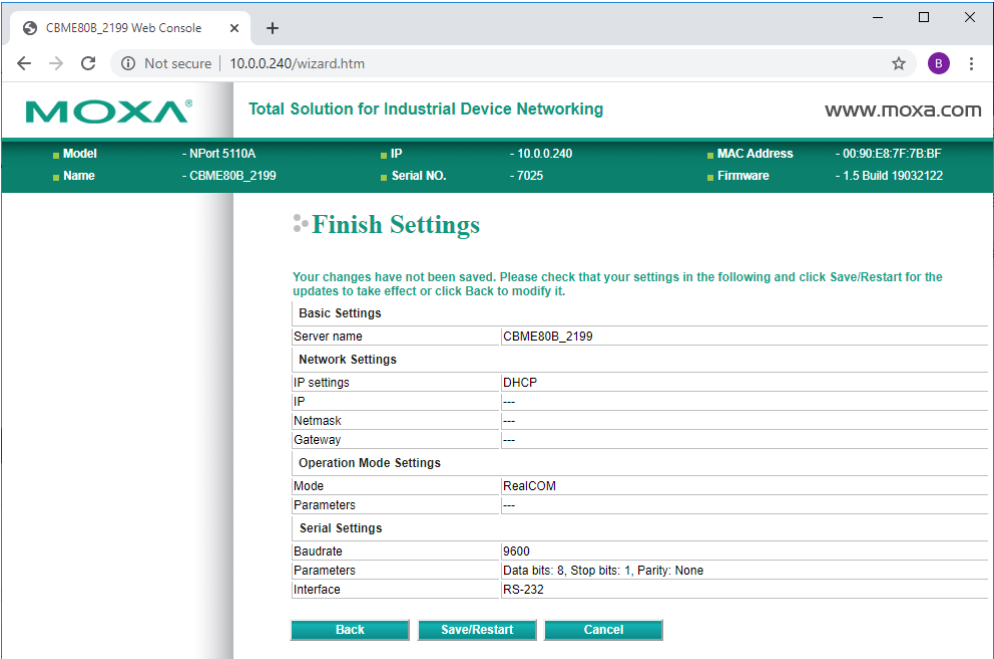 CBME80B_2199 Web Console
Not secure | 10.0.0.240/wizard.htm
B
MOXA®
Total Solution for Industrial Device Networking
www.moxa.com
Model - NPort 5110A IP - 10.0.0.240 MAC Address - 00:90:E8:7F:7B:BF
Name - CBME80B_2199 Serial NO. - 7025 Firmware - 1.5 Build 19032122
Finish Settings
Your changes have not been saved. Please check that your settings in the following and click Save/Restart for the
updates to take effect or click Back to modify it.
Basic Settings
Server name CBME80B_2199
Network Settings
IP settings DHCP
IP ---
Netmask ---
Gateway ---
Operation Mode Settings
Mode RealCOM
Parameters ---
Serial Settings
Baudrate 9600
Parameters Data bits: 8, Stop bits: 1, Parity: None
Interface RS-232
Back Save/Restart Cancel